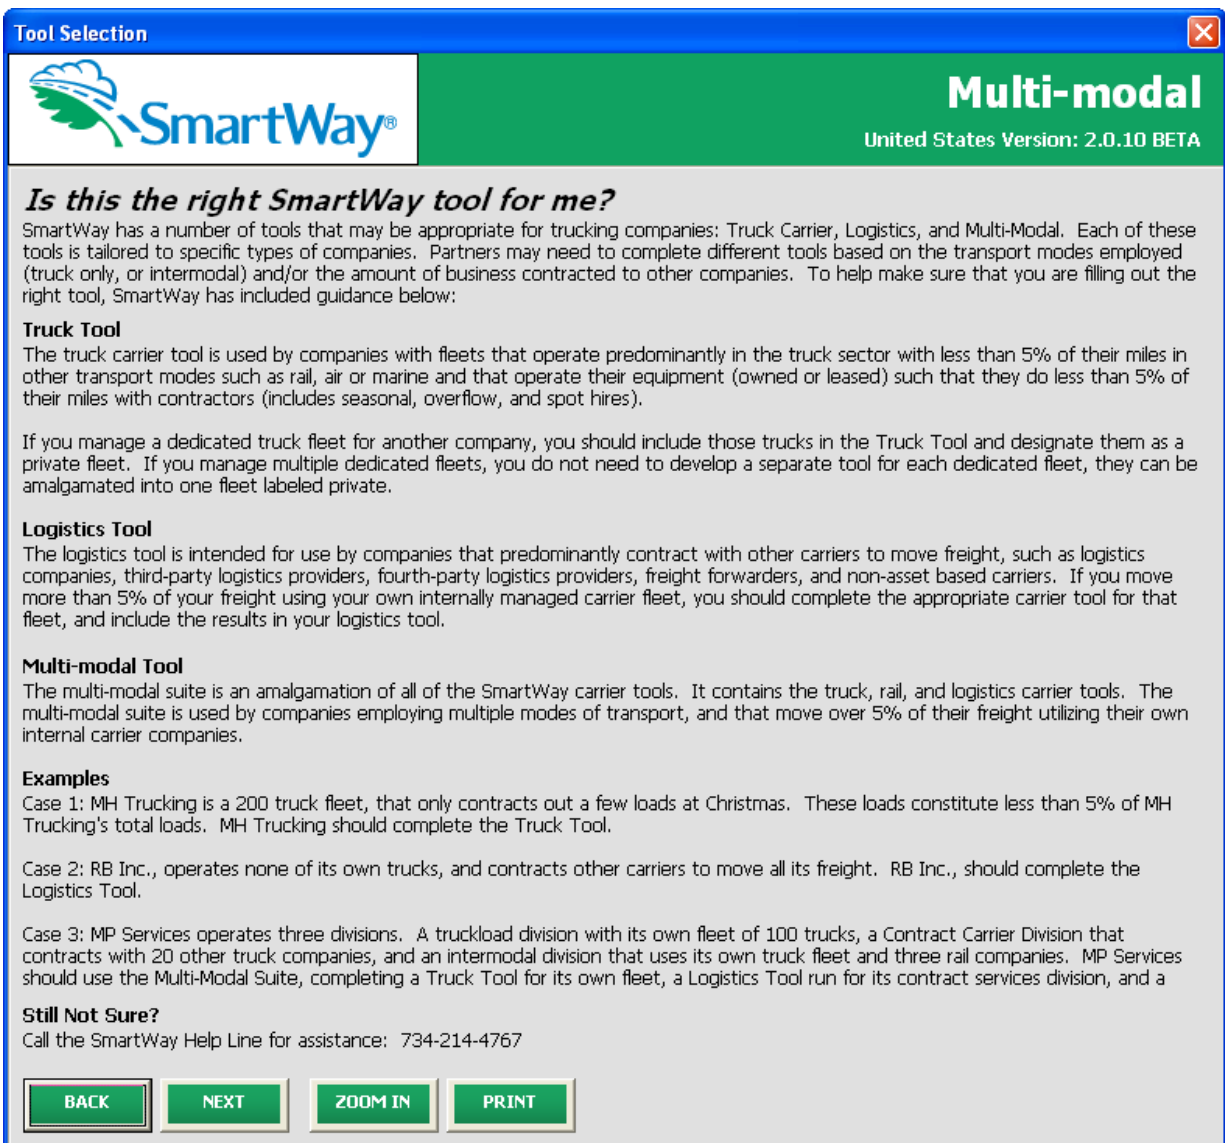 Tool Selection
SmartWay®
Multi-modal
United States Version: 2.0.10 BETA
Is this the right SmartWay tool for me?
SmartWay has a number of tools that may be appropriate for trucking companies: Truck Carrier, Logistics, and Multi-Modal.  Each of these
tools is tailored to specific types of companies.  Partners may need to complete different tools based on the transport modes employed
(truck only, or intermodal) and/or the amount of business contracted to other companies.  To help make sure that you are filling out the
right tool, SmartWay has included guidance below:
Truck Tool
The truck carrier tool is used by companies with fleets that operate predominantly in the truck sector with less than 5% of their miles in
other transport modes such as rail, air or marine and that operate their equipment (owned or leased) such that they do less than 5% of
their miles with contractors (includes seasonal, overflow, and spot hires).
If you manage a dedicated truck fleet for another company, you should include those trucks in the Truck Tool and designate them as a
private fleet.  If you manage multiple dedicated fleets, you do not need to develop a separate tool for each dedicated fleet, they can be
amalgamated into one fleet labeled private.
Logistics Tool
The logistics tool is intended for use by companies that predominantly contract with other carriers to move freight, such as logistics
companies, third-party logistics providers, fourth-party logistics providers, freight forwarders, and non-asset based carriers.  If you move
more than 5% of your freight using your own internally managed carrier fleet, you should complete the appropriate carrier tool for that
fleet, and include the results in your logistics tool.
Multi-modal Tool
The multi-modal suite is an amalgamation of all of the SmartWay carrier tools.  It contains the truck, rail, and logistics carrier tools.  The
multi-modal suite is used by companies employing multiple modes of transport, and that move over 5% of their freight utilizing their own
internal carrier companies.
Examples
Case 1: MH Trucking is a 200 truck fleet, that only contracts out a few loads at Christmas.  These loads constitute less than 5% of MH
Trucking's total loads.  MH Trucking should complete the Truck Tool.
Case 2: RB Inc., operates none of its own trucks, and contracts other carriers to move all its freight.  RB Inc., should complete the
Logistics Tool.
Case 3: MP Services operates three divisions.  A truckload division with its own fleet of 100 trucks, a Contract Carrier Division that
contracts with 20 other truck companies, and an intermodal division that uses its own truck fleet and three rail companies.  MP Services
should use the Multi-Modal Suite, completing a Truck Tool for its own fleet, a Logistics Tool run for its contract services division, and a
Still Not Sure?
Call the SmartWay Help Line for assistance:  734-214-4767
BACK NEXT ZOOM IN PRINT